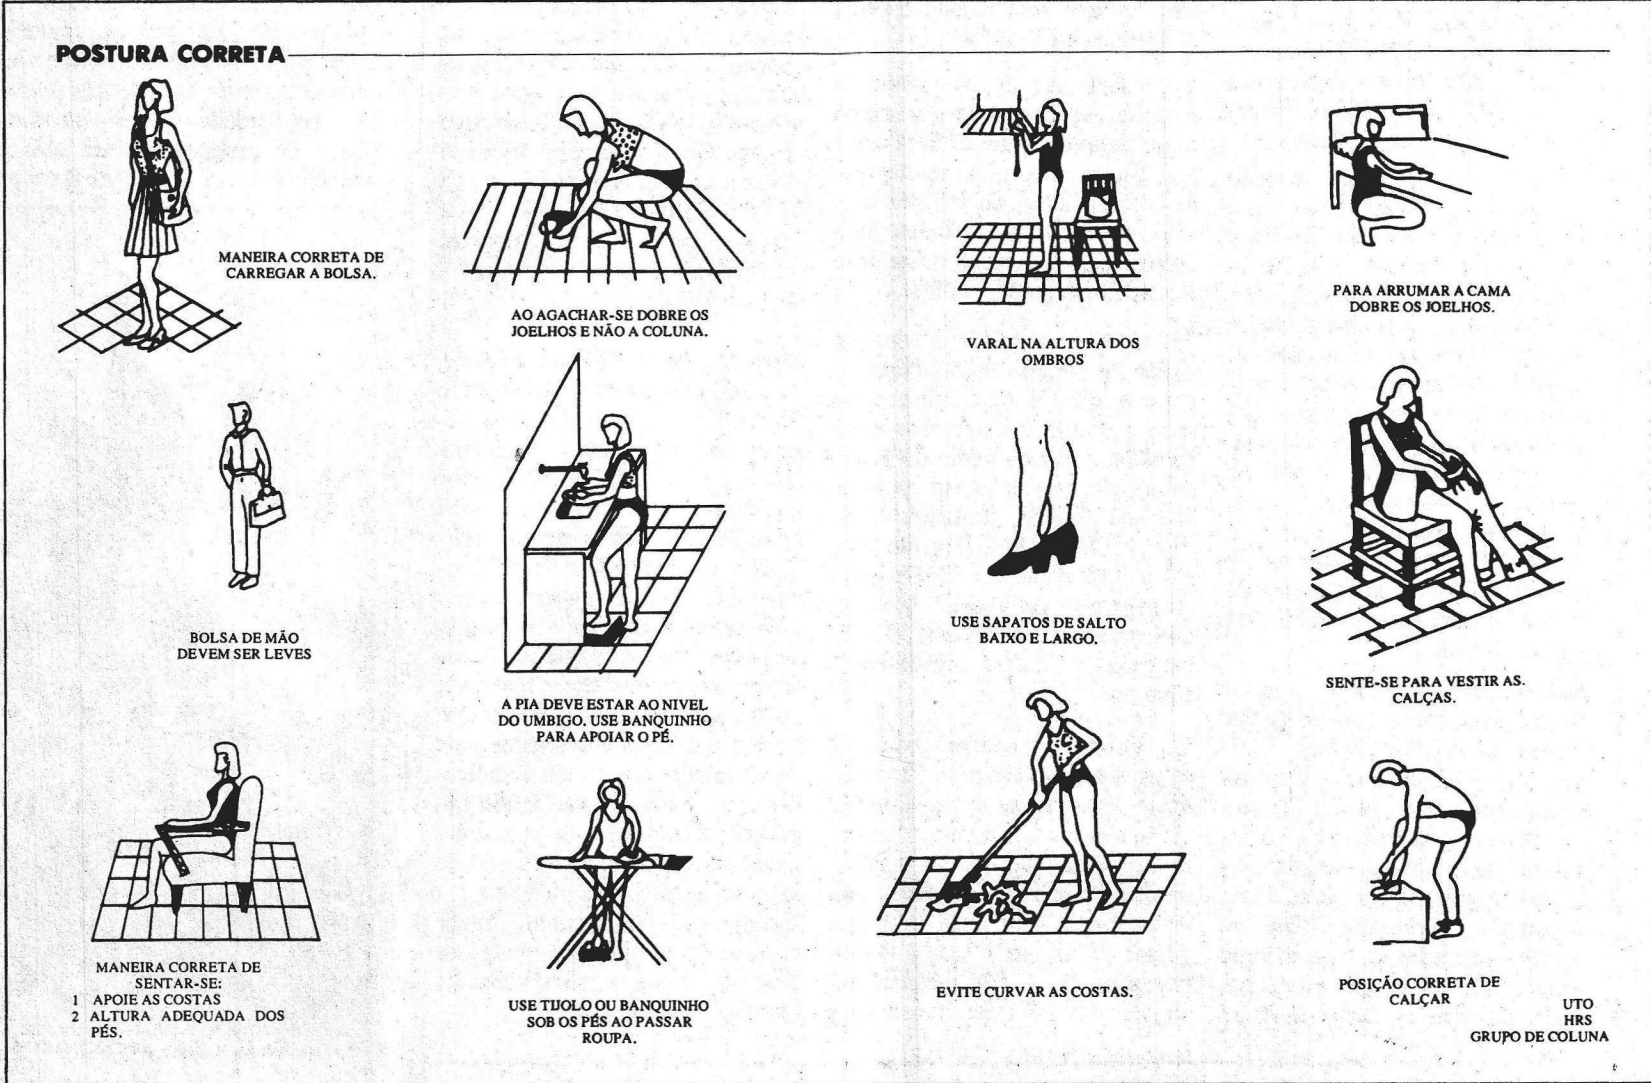 POSTURA CORRETA
MANEIRA CORRETA DE
CARREGAR A BOLSA.
AO AGACHAR-SE DOBRE OS
JOELHOS E NÃO A COLUNA.
VARAL NA ALTURA DOS
OMBROS
PARA ARRUMAR A CAMA
DOBRE OS JOELHOS.
BOLSA DE MÃO
DEVEM SER LEVES
A PIA DEVE ESTAR AO NIVEL
DO UMBIGO. USE BANQUINHO
PARA APOIAR O PÉ.
USE SAPATOS DE SALTO
BAIXO E LARGO.
SENTE-SE PARA VESTIR AS.
CALÇAS.
MANEIRA CORRETA DE
SENTAR-SE:
1 APOIE AS COSTAS
2 ALTURA ADEQUADA DOS
PÉS.
USE TIJOLO OU BANQUINHO
SOB OS PÉS AO PASSAR
ROUPA.
EVITE CURVAR AS COSTAS.
POSIÇÃO CORRETA DE
CALÇAR
UTO
HRS
GRUPO DE COLUNA